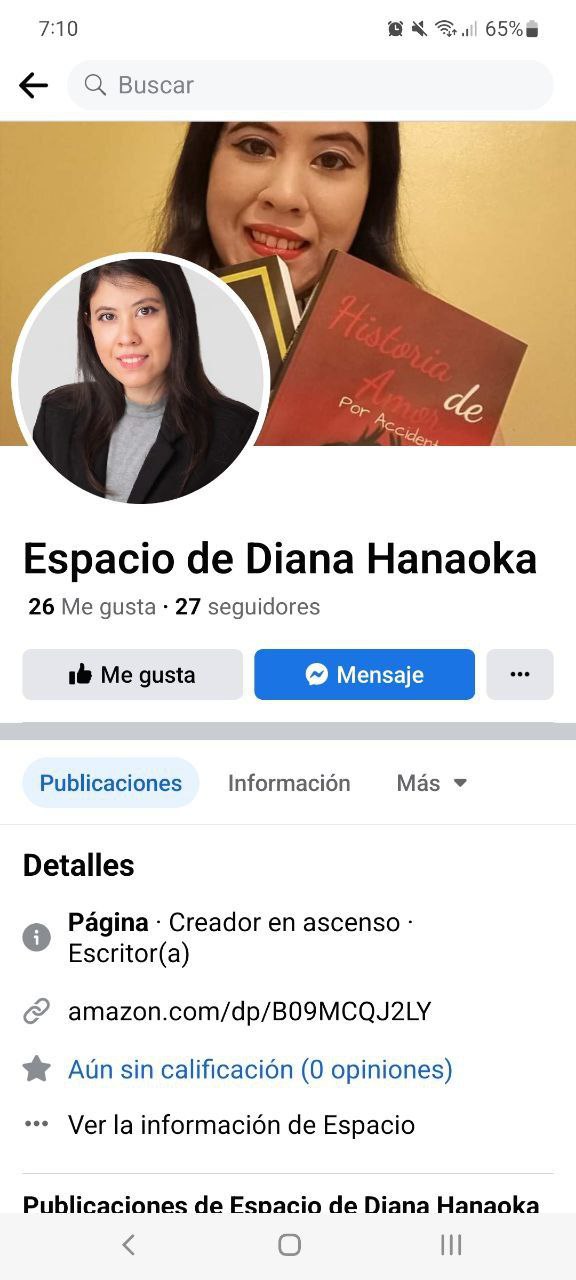 7:10
65%
Buscar
Historia
de
Amor
Por Accident
Espacio de Diana Hanaoka
26 Me gusta · 27 seguidores
Me gusta
Mensaje
Publicaciones
Información
Más
Detalles
Página · Creador en ascenso ·
Escritor(a)
amazon.com/dp/B09MCQJ2LY
Aún sin calificación (0 opiniones)
Ver la información de Espacio
Publicaciones de Espacio de Diana Hanaoka